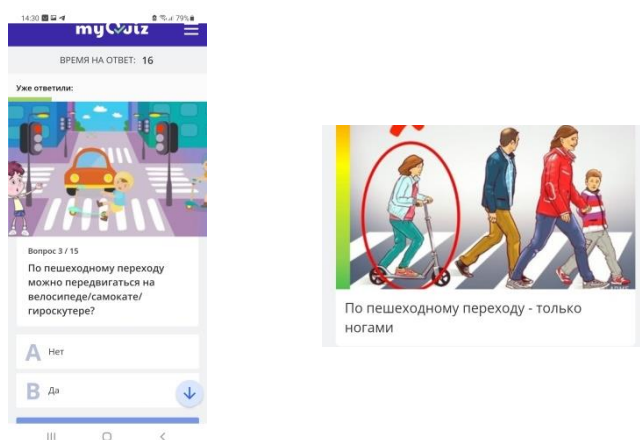 14:30
79%
myQuiz
ВРЕМЯ НА ОТВЕТ: 16
Уже ответили:
Вопрос 3 / 15
По пешеходному переходу
можно передвигаться на
велосипеде/самокате/
гироскутере?
A Нет
B Да
По пешеходному переходу - только
ногами